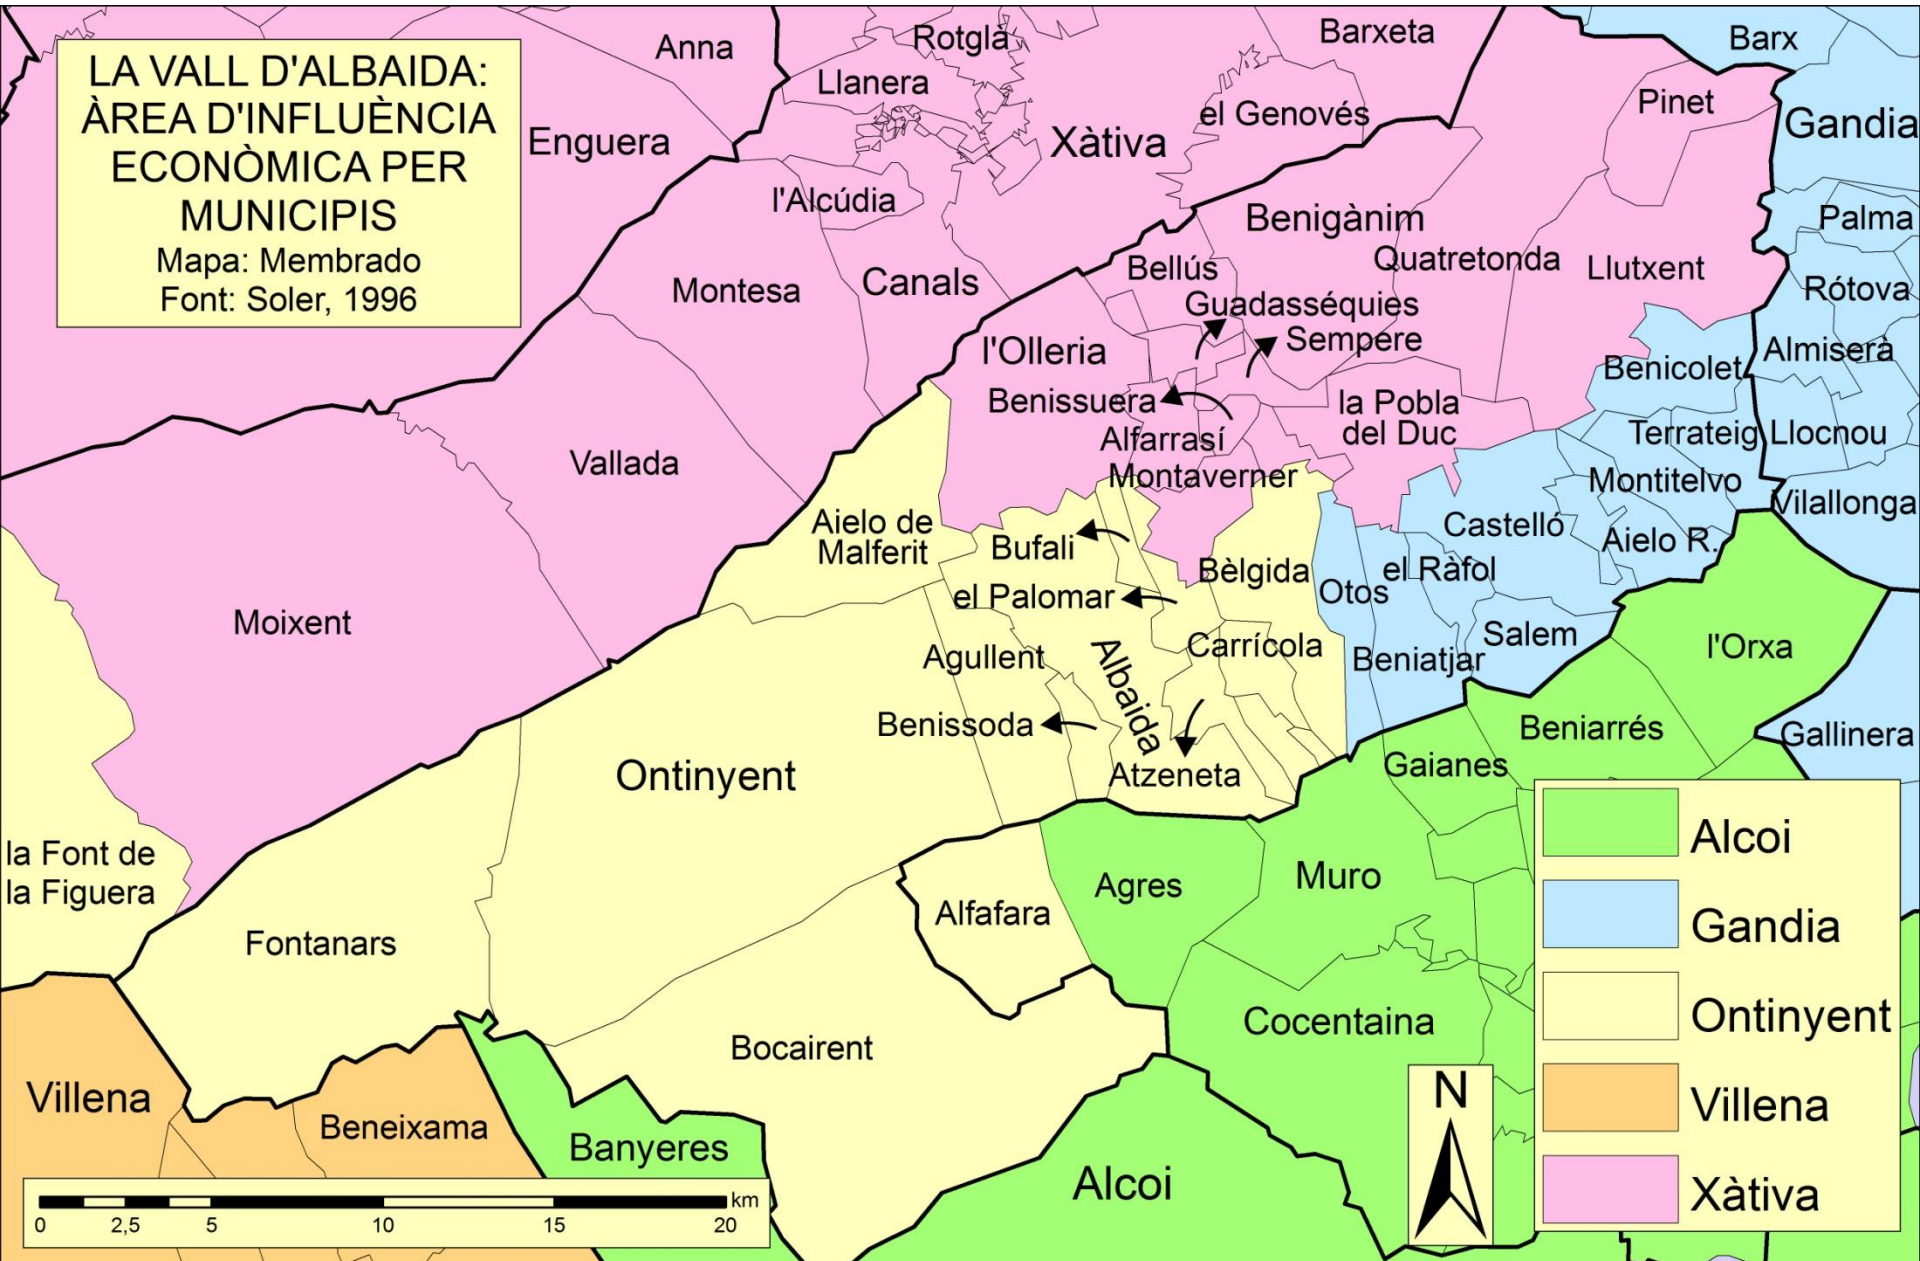 LA VALL D'ALBAIDA:
ÀREA D'INFLUÈNCIA
ECONÒMICA PER
MUNICIPIS
Mapa: Membrado
Font: Soler, 1996
Anna
Rotglà
Llanera
Barxeta
Barx
Enguera
Xàtiva
el Genovés
Pinet
Gandia
l'Alcúdia
Benigànim
Palma
Montesa
Canals
Bellús
Quatretonda
Llutxent
Rótova
Guadasséquies
Sempere
l'Olleria
Almiserà
Benicolet
Benissuera
la Pobla
del Duc
Alfarrasí
Terrateig
Llocnou
Vallada
Montaverner
Montitelvo
Vilallonga
Aielo de
Malferit
Bufali
Castelló
Aielo R.
Bèlgida
el Ràfol
Otos
el Palomar
Moixent
Agullent
Albaida
Carrícola
Beniatjar
Salem
l'Orxa
Benissoda
Atzeneta
Beniarrés
Gallinera
Gaianes
Ontinyent
la Font de
la Figuera
Fontanars
Alfafara
Agres
Muro
Bocairent
Cocentaina
Villena
Beneixama
Banyeres
Alcoi
Alcoi
Gandia
Ontinyent
Villena
Xàtiva
N
km
0 2,5 5 10 15 20